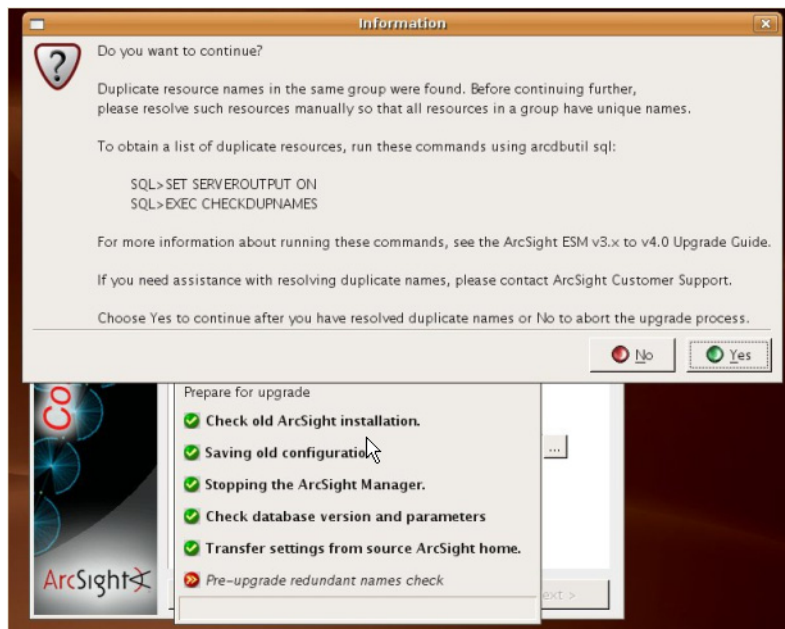 Information
Do you want to continue?
Duplicate resource names in the same group were found. Before continuing further,
please resolve such resources manually so that all resources in a group have unique names.
To obtain a list of duplicate resources, run these commands using arcdbutil sql:
SQL>SET SERVEROUTPUT ON
SQL>EXEC CHECKDUPNAMES
For more information about running these commands, see the ArcSight ESM v3.x to v4.0 Upgrade Guide.
If you need assistance with resolving duplicate names, please contact ArcSight Customer Support.
Choose Yes to continue after you have resolved duplicate names or No to abort the upgrade process.
No
Yes
Co
Prepare for upgrade
Check old ArcSight installation.
Saving old configuratio
...
Stopping the ArcSight Manager.
Check database version and parameters
Transfer settings from source ArcSight home.
Pre-upgrade redundant names check
ArcSight
ext >